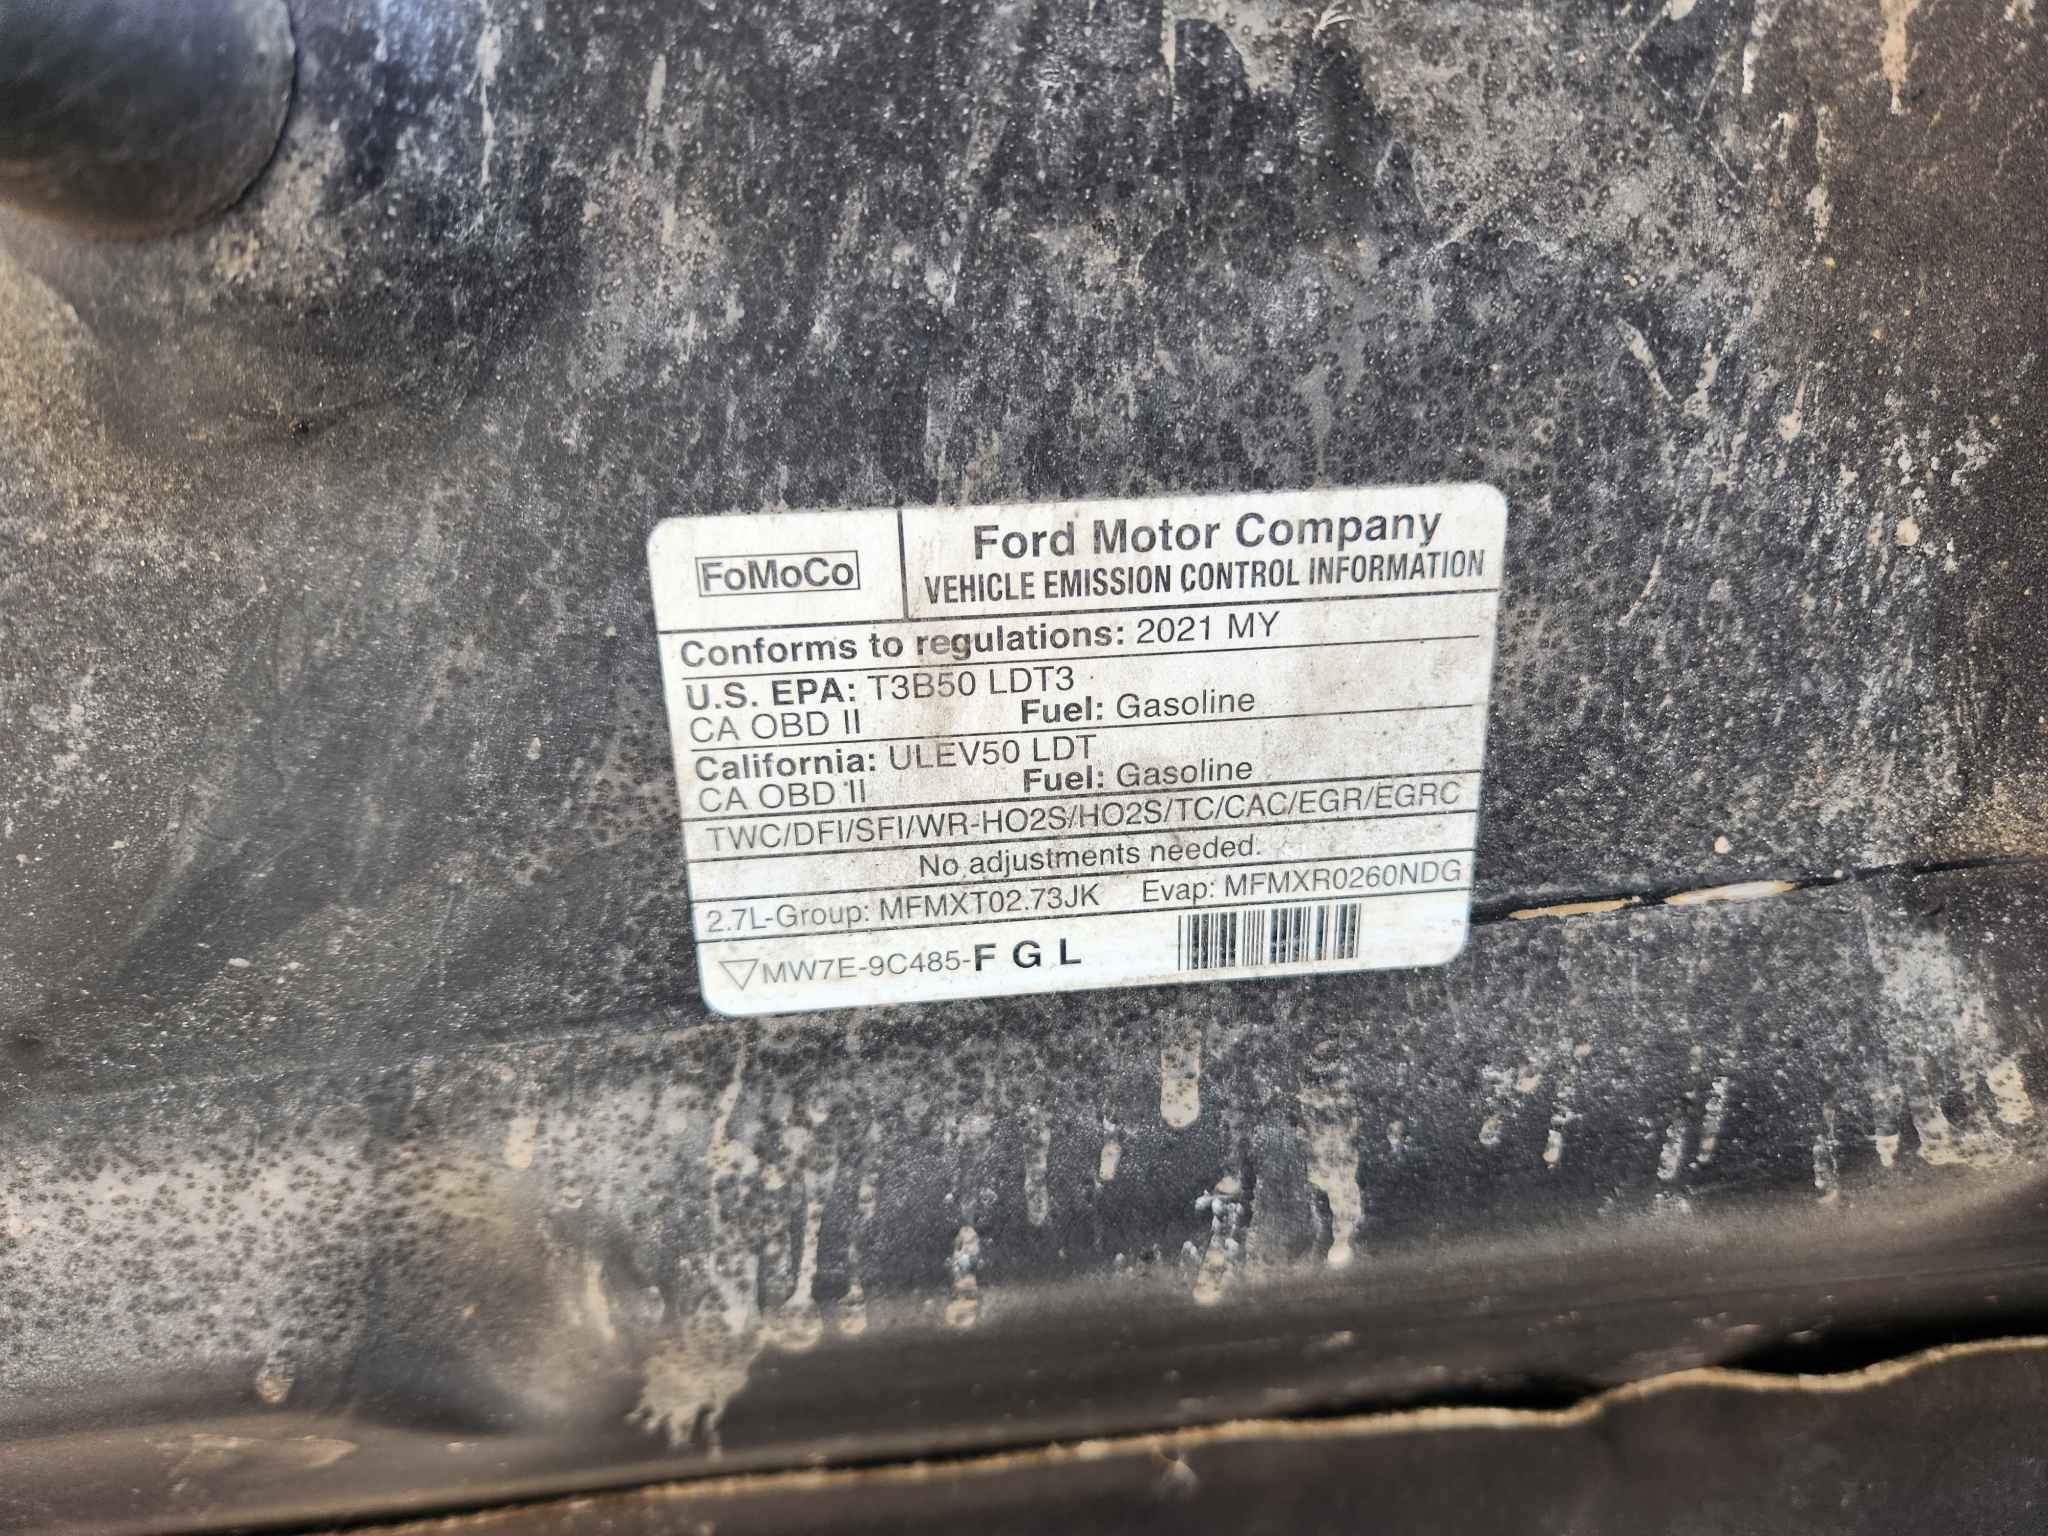 FoMoCo
Ford Motor Company
VEHICLE EMISSION CONTROL INFORMATION
Conforms to regulations: 2021 MY
U.S. EPA: T3B50 LDT3
CA OBD II Fuel: Gasoline
California: ULEV50 LDT
CA OBD II Fuel: Gasoline
TWC/DFI/SFI/WR-HO2S/HO2S/TC/CAC/EGR/EGRC
No adjustments needed.
2.7L-Group: MFMXT02.73JK Evap: MFMXR0260NDG
MW7E-9C485-F G L